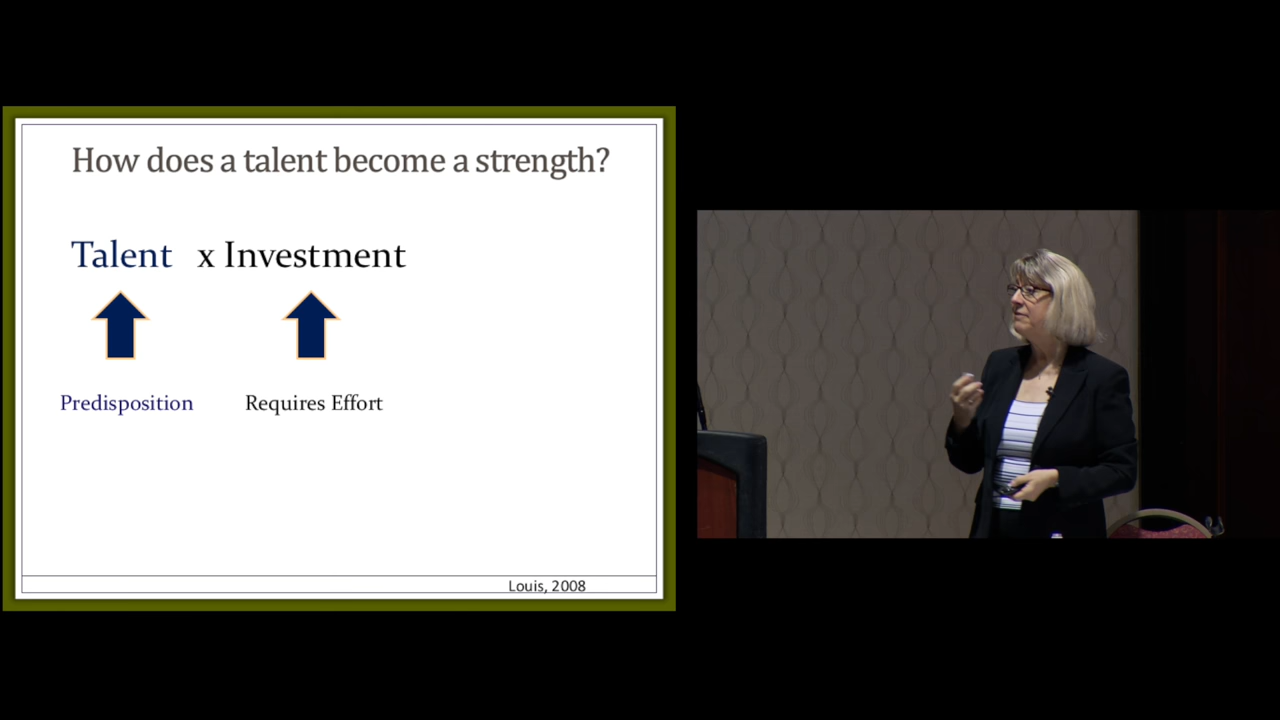 How does a talent become a strength?
Talent x Investment
Predisposition Requires Effort
Louis, 2008